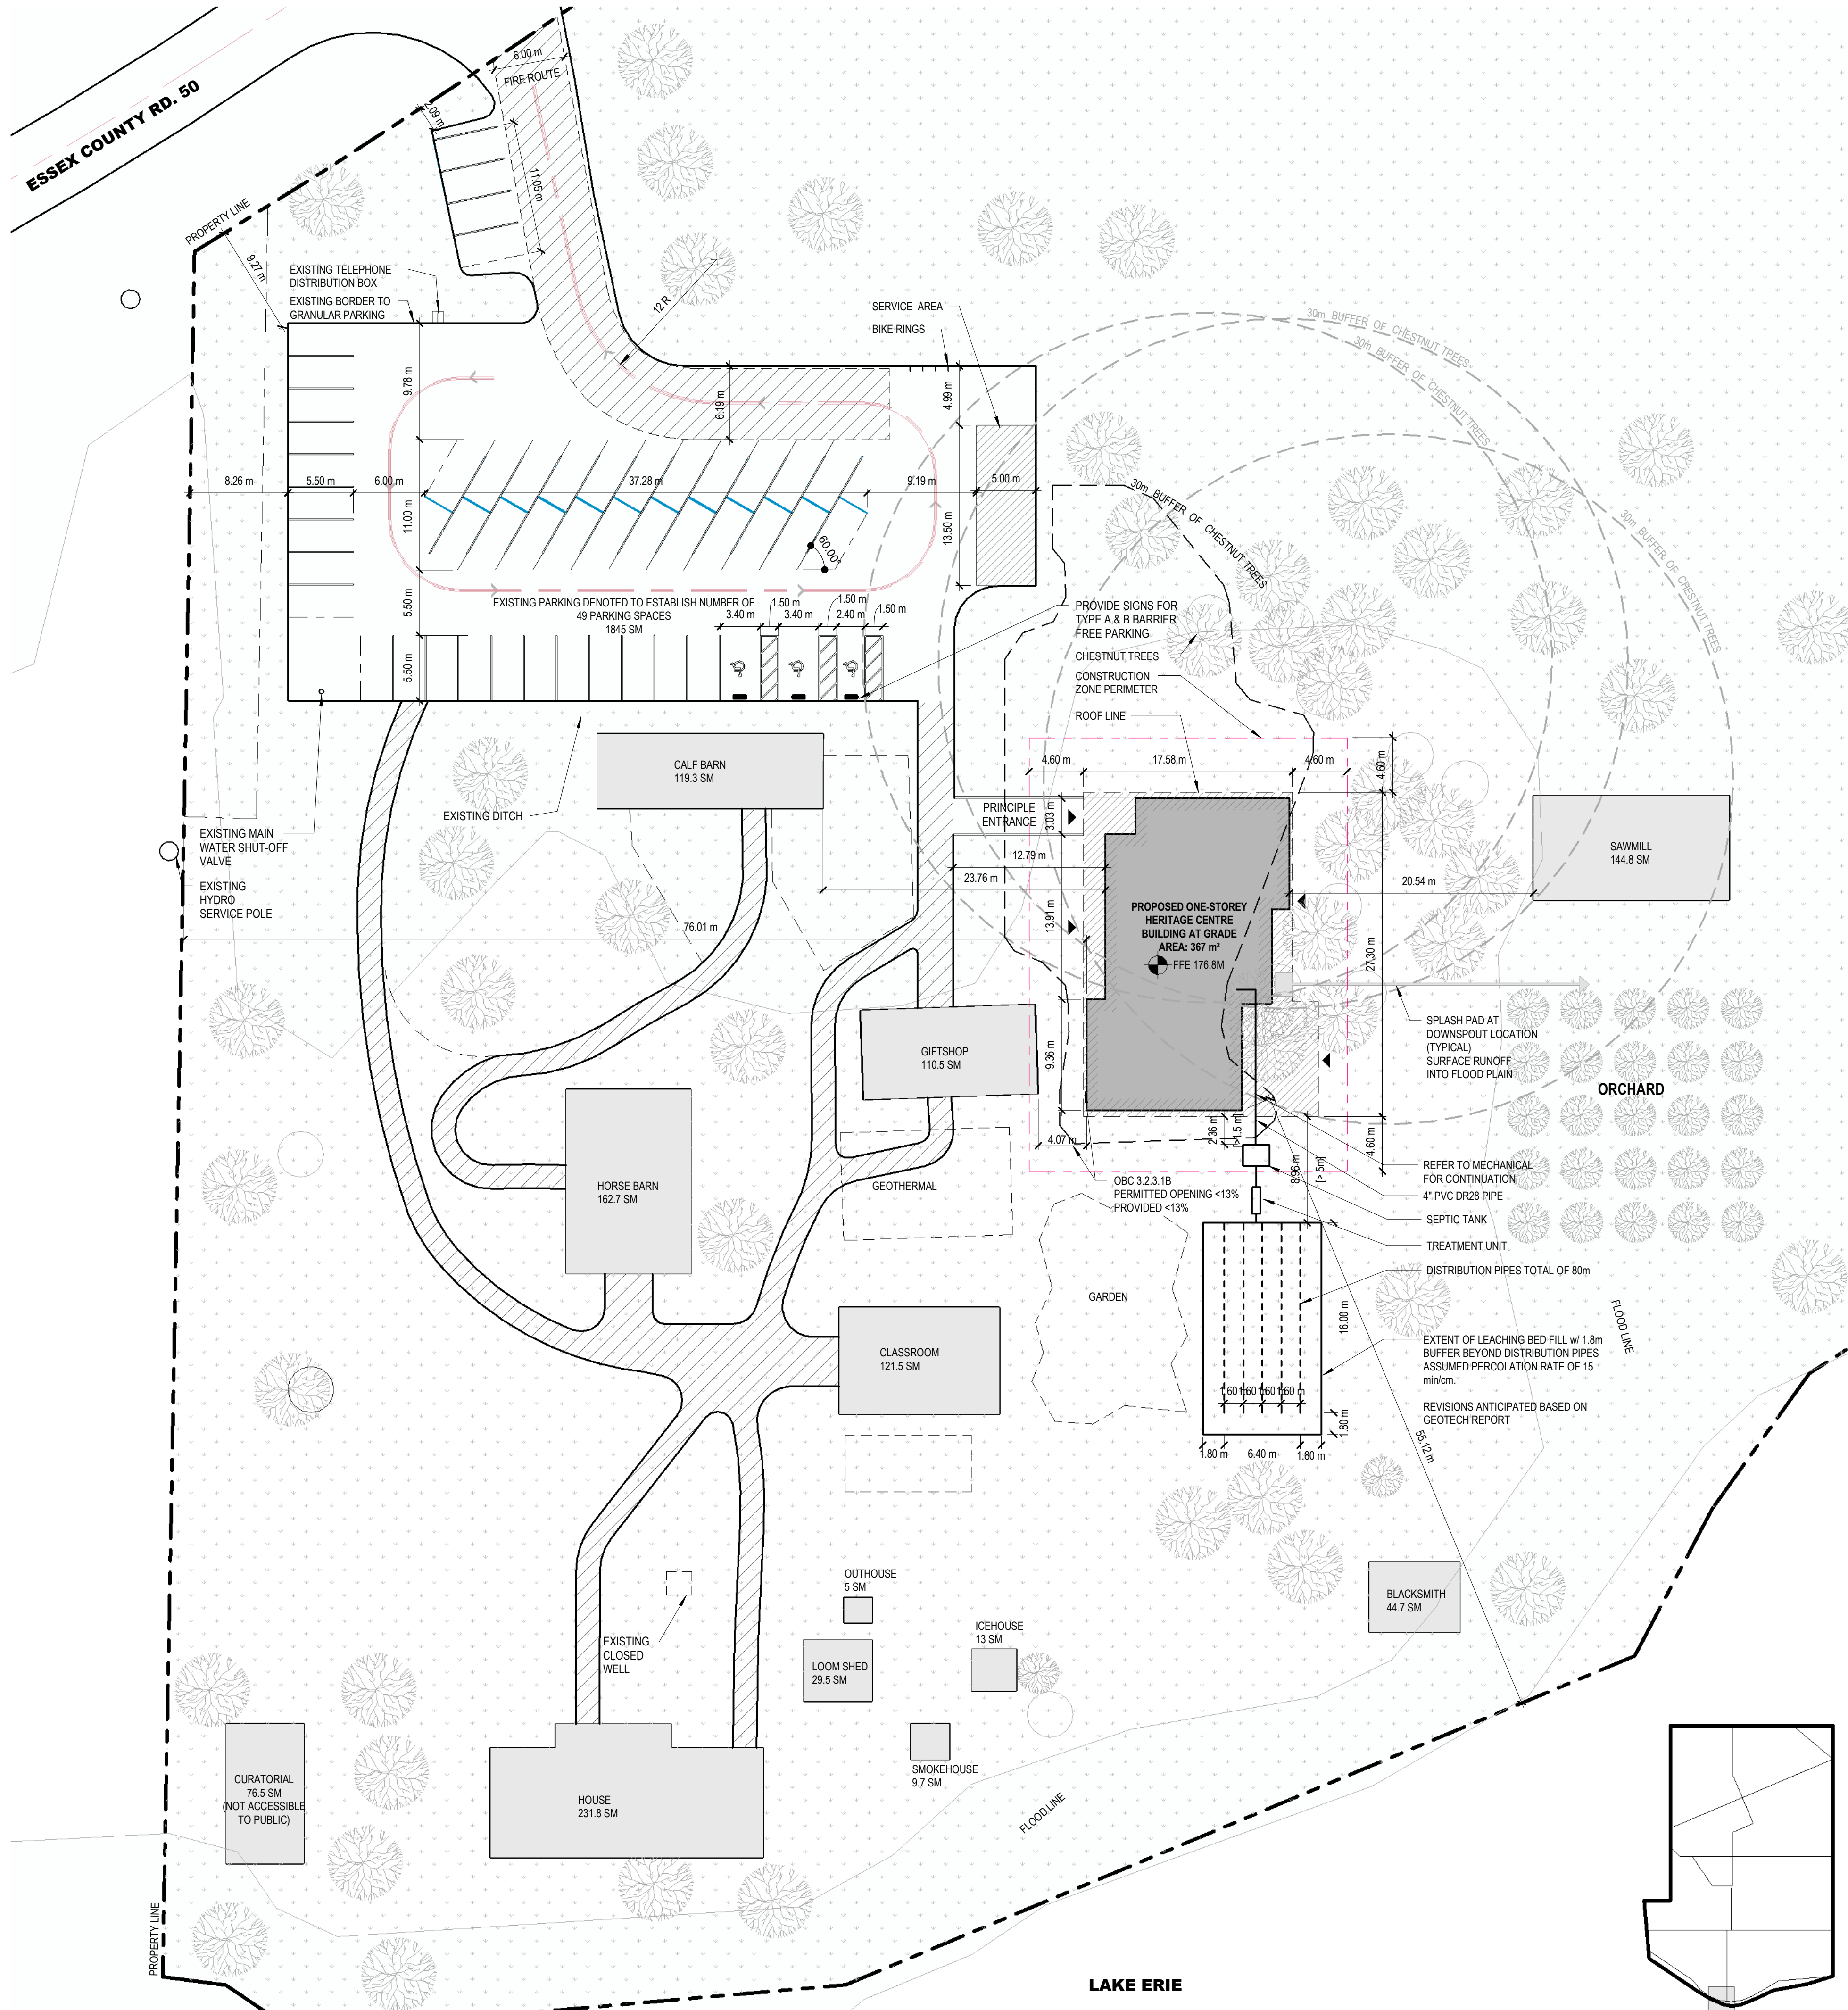 6.00 m
FIRE ROUTE
ESSEX COUNTY RD. 50
2.09 m
11.05 m
PROPERTY LINE
9.27 m
EXISTING TELEPHONE
DISTRIBUTION BOX
EXISTING BORDER TO
GRANULAR PARKING
12 R
SERVICE AREA
BIKE RINGS
30m BUFFER OF CHESTNUT TREES
30m BUFFER OF CHESTNUT TREES
9.78 m
6.19 m
4.99 m
8.26 m
5.50 m
6.00 m
37.28 m
9.19 m
5.00 m
11.00 m
13.50 m
60.00°
30m BUFFER OF CHESTNUT TREES
30m BUFFER OF CHESTNUT TREES
5.50 m
EXISTING PARKING DENOTED TO ESTABLISH NUMBER OF
49 PARKING SPACES
1845 SM
3.40 m
1.50 m
3.40 m
1.50 m
2.40 m
1.50 m
5.50 m
PROVIDE SIGNS FOR
TYPE A & B BARRIER
FREE PARKING
CHESTNUT TREES
CONSTRUCTION
ZONE PERIMETER
ROOF LINE
4.60 m
17.58 m
4.60 m
4.60 m
CALF BARN
119.3 SM
EXISTING DITCH
PRINCIPLE
ENTRANCE
3.03 m
EXISTING MAIN
WATER SHUT-OFF
VALVE
EXISTING
HYDRO
SERVICE POLE
12.79 m
23.76 m
SAWMILL
144.8 SM
20.54 m
76.01 m
13.91 m
PROPOSED ONE-STOREY
HERITAGE CENTRE
BUILDING AT GRADE
AREA: 367 m²
FFE 176.8M
27.30 m
SPLASH PAD AT
DOWNSPOUT LOCATION
(TYPICAL)
SURFACE RUNOFF
INTO FLOOD PLAIN
ORCHARD
GIFTSHOP
110.5 SM
9.36 m
4.07 m
2.36 m
[>1.5 m]
4.60 m
8.96 m
[> 5m]
HORSE BARN
162.7 SM
GEOTHERMAL
OBC 3.2.3.1B
PERMITTED OPENING <13%
PROVIDED <13%
REFER TO MECHANICAL
FOR CONTINUATION
4" PVC DR28 PIPE
SEPTIC TANK
TREATMENT UNIT
DISTRIBUTION PIPES TOTAL OF 80m
GARDEN
16.00 m
FLOOD LINE
CLASSROOM
121.5 SM
EXTENT OF LEACHING BED FILL w/ 1.8m
BUFFER BEYOND DISTRIBUTION PIPES
ASSUMED PERCOLATION RATE OF 15
min/cm.
REVISIONS ANTICIPATED BASED ON
GEOTECH REPORT
1.60 1.60 1.60 1.60 m
1.80 m
1.80 m
6.40 m
1.80 m
55.12 m
OUTHOUSE
5 SM
BLACKSMITH
44.7 SM
EXISTING
CLOSED
WELL
LOOM SHED
29.5 SM
ICEHOUSE
13 SM
SMOKEHOUSE
9.7 SM
CURATORIAL
76.5 SM
(NOT ACCESSIBLE
TO PUBLIC)
HOUSE
231.8 SM
FLOOD LINE
PROPERTY LINE
LAKE ERIE